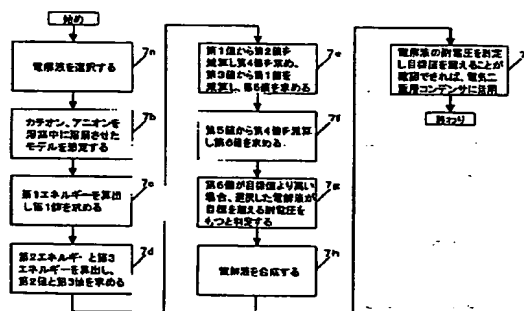 始め
7a
電解液を選択する
7b
カチオン、アニオンを
溶媒中に溶解させた
モデルを想定する
7c
第1エネルギーを算出
し第1値を求める
7d
第2エネルギーと第3
エネルギーを算出し、
第2値と第3値を求める
7e
第1値から第2値を
減算し第4値を求め、
第3値から第1値を
減算し、第5値を求める
7f
第5値から第4値を減算
し第6値を求める。
7g
第6値が目標値より高い
場合、選択した電解液が
目標を超える耐電圧を
もつと判定する
7h
電解液を合成する
電解液の耐電圧を測定
し目標値を超えることが
確認できれば、電気二
重層コンデンサに活用
終わり